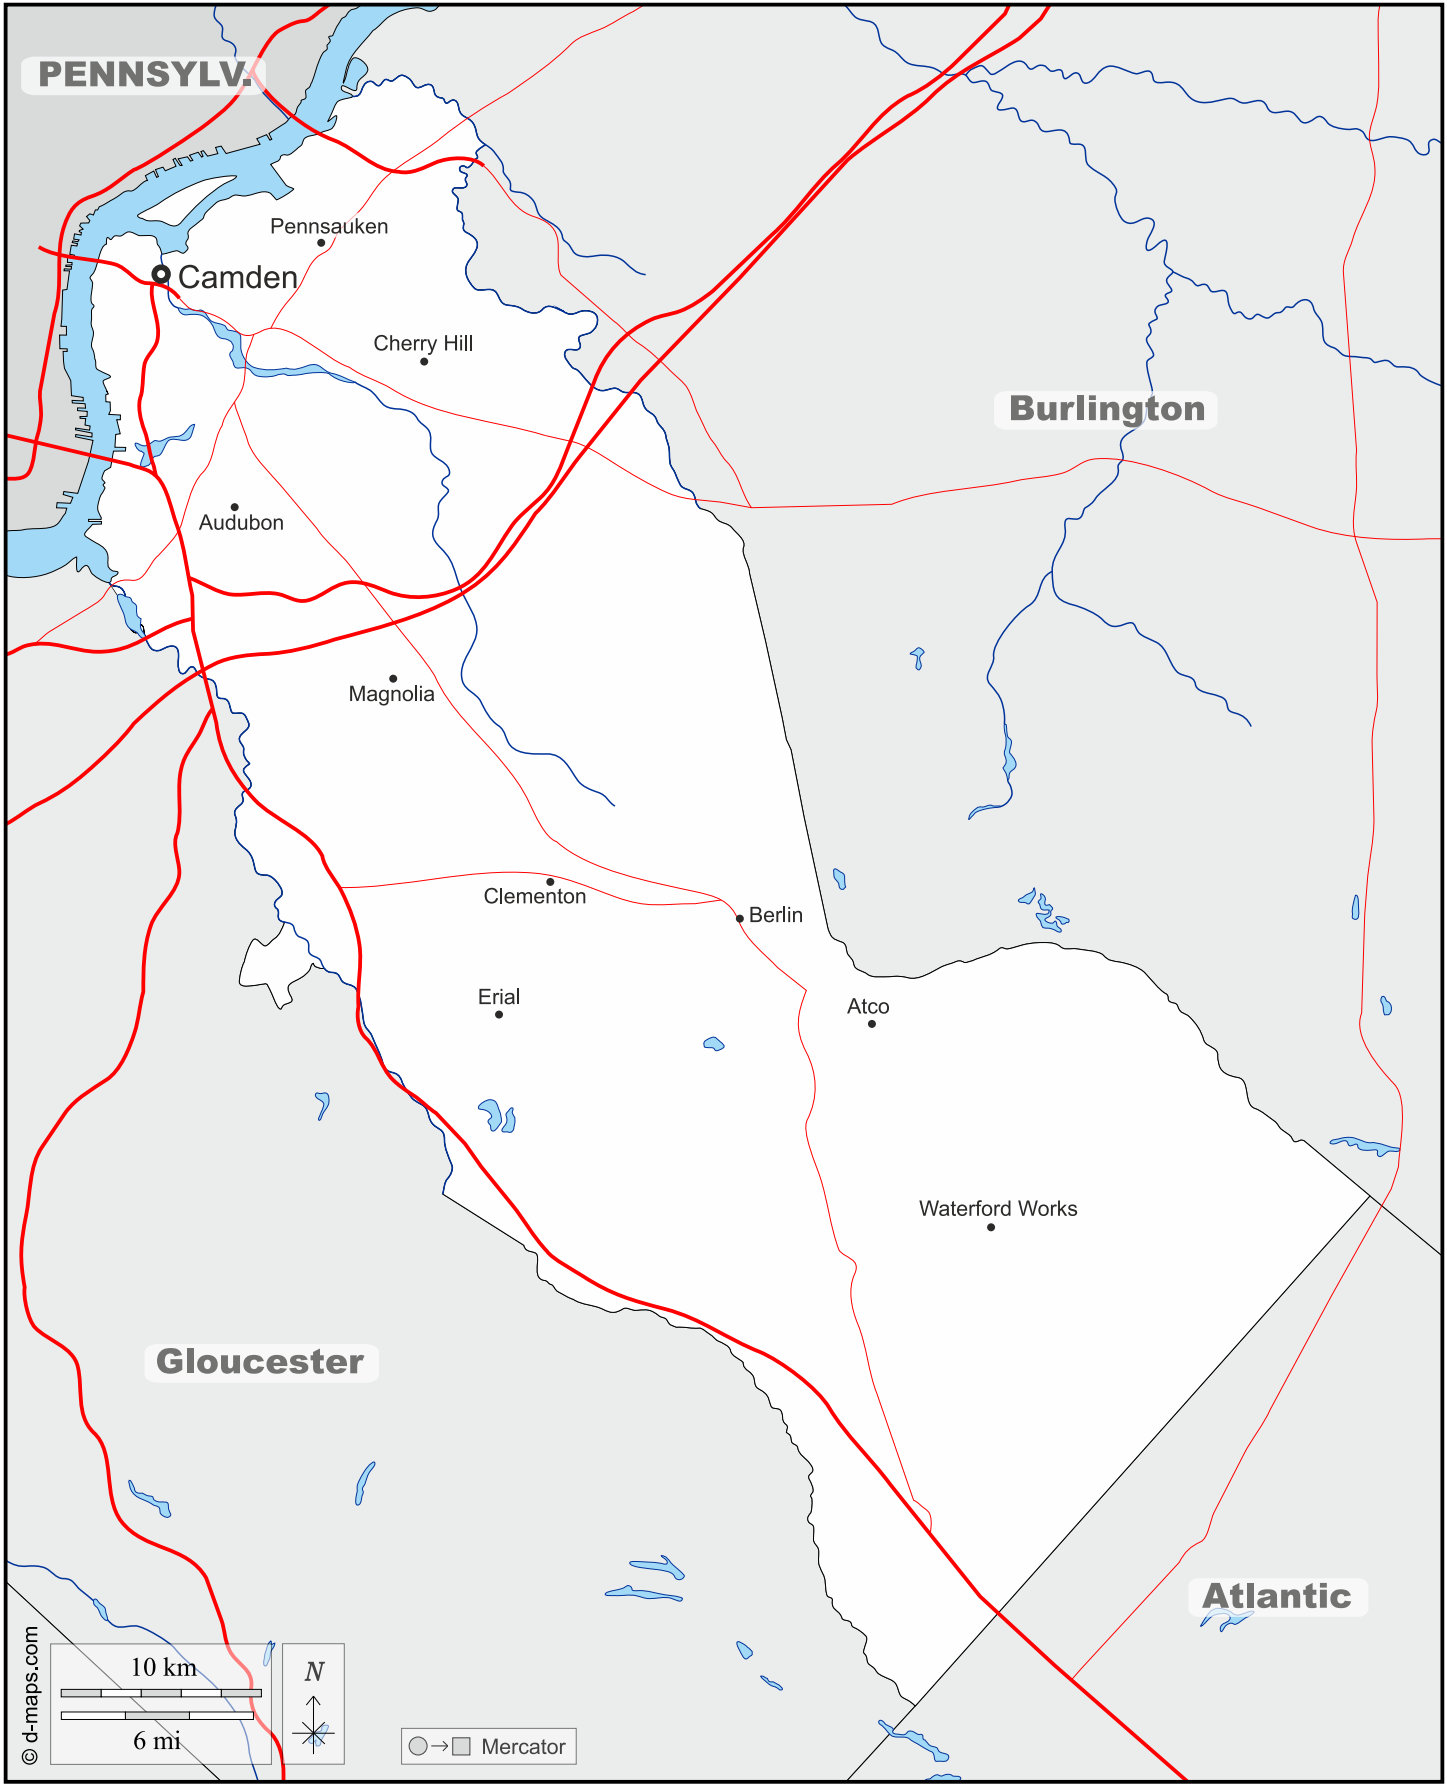 PENNSYLV.
Pennsauken
Camden
Cherry Hill
Burlington
Audubon
Magnolia
Clementon
Berlin
Erial
Atco
Waterford Works
Gloucester
Atlantic
© d-maps.com
10 km
6 mi
N
Mercator